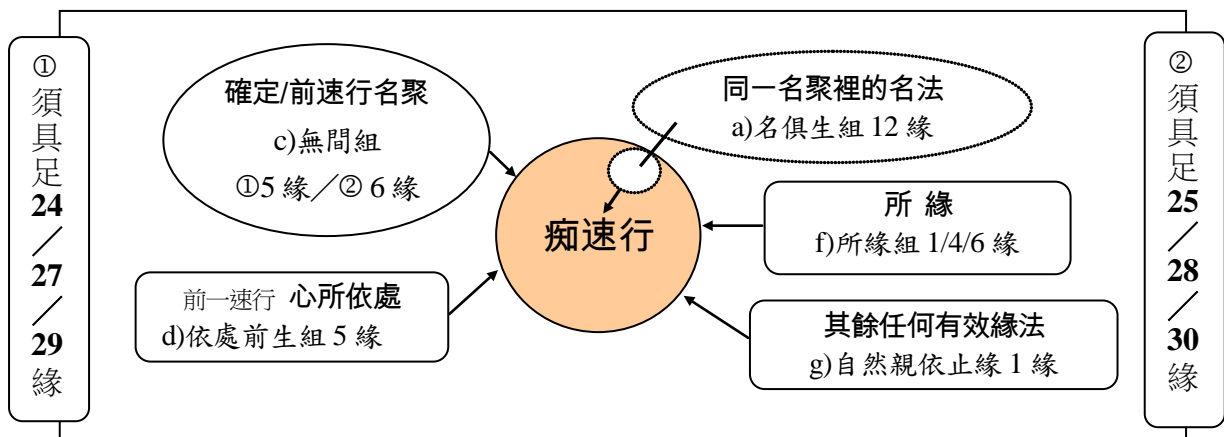 ①
須
具
足
24
／
27
／
29
緣
確定/前速行名聚
c)無間組
①5 緣／② 6 緣
同一名聚裡的名法
a)名俱生組 12 緣
痴速行
所 緣
f)所緣組 1/4/6 緣
前一速行 心所依處
d)依處前生組 5 緣
其餘任何有效緣法
g)自然親依止緣 1 緣
②
須
具
足
25
／
28
／
30
緣